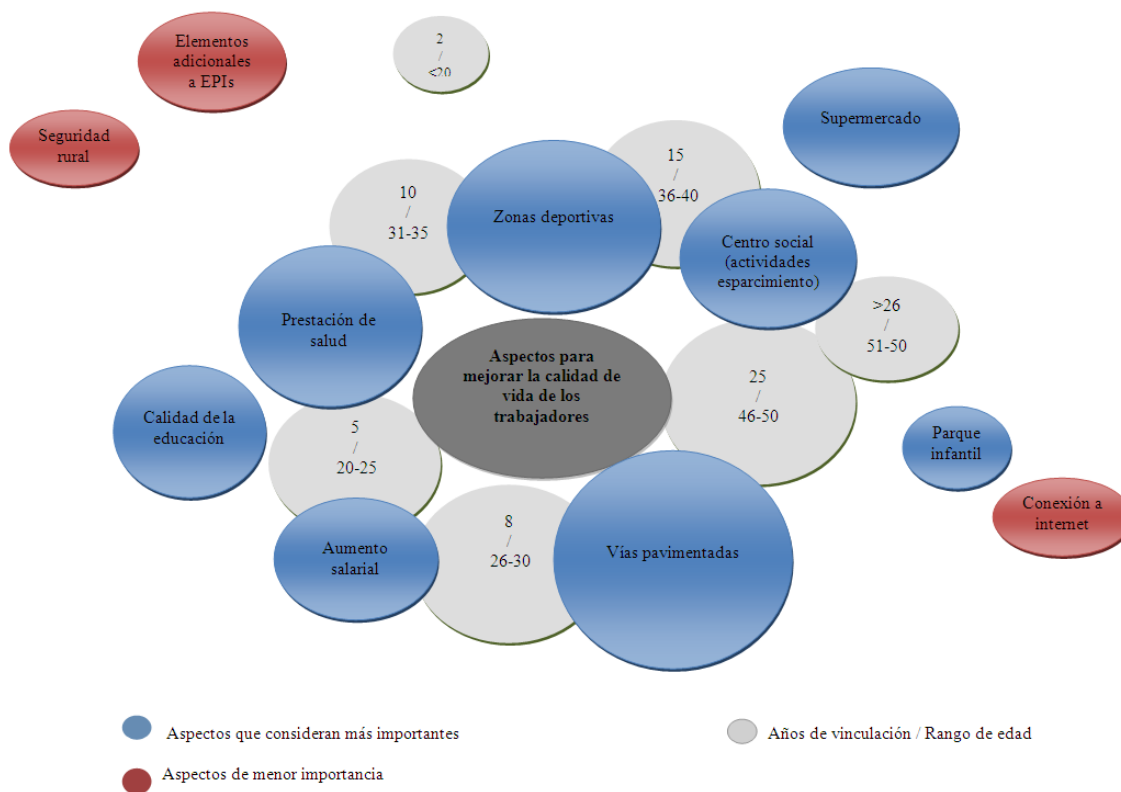 Elementos
adicionales
a EPIs
2
/
<20
Seguridad
rural
Supermercado
10
/
31-35
Zonas deportivas
15
/
36-40
Centro social
(actividades
esparcimiento)
Prestación de
salud
>26
/
51-50
Aspectos para
mejorar la calidad de
vida de los
trabajadores
25
/
46-50
Calidad de la
educación
5
/
20-25
Parque
infantil
Conexión a
internet
Aumento
salarial
8
/
26-30
Vías pavimentadas
Aspectos que consideran más importantes
Años de vinculación / Rango de edad
Aspectos de menor importancia